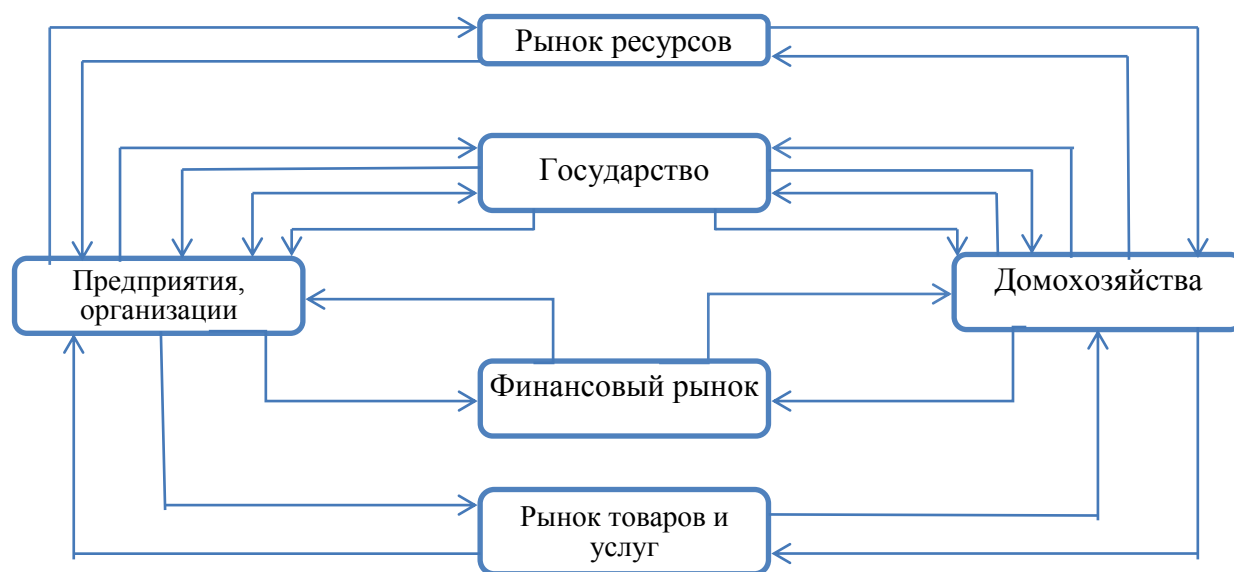 Рынок ресурсов
Государство
Предприятия,
организации
Домохозяйства
Финансовый рынок
Рынок товаров и
услуг